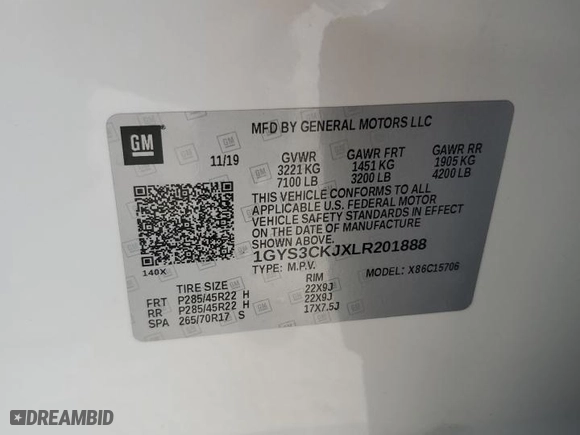 GM
MFD BY GENERAL MOTORS LLC
11/19 GVWR GAWR FRT GAWR RR
3221 KG 1451 KG 1905 KG
7100 LB 3200 LB 4200 LB
THIS VEHICLE CONFORMS TO ALL
APPLICABLE U.S. FEDERAL MOTOR
VEHICLE SAFETY STANDARDS IN EFFECT
ON THE DATE OF MANUFACTURE
SHOWN ABOVE.
1GYS3CKJXLR201888
TYPE: M.P.V. MODEL: X86C15706
140X
TIRE SIZE RIM
FRT P285/45R22 H 22X9J
RR P285/45R22 H 22X9J
SPA 265/70R17 S 17X7.5J
DREAMBID